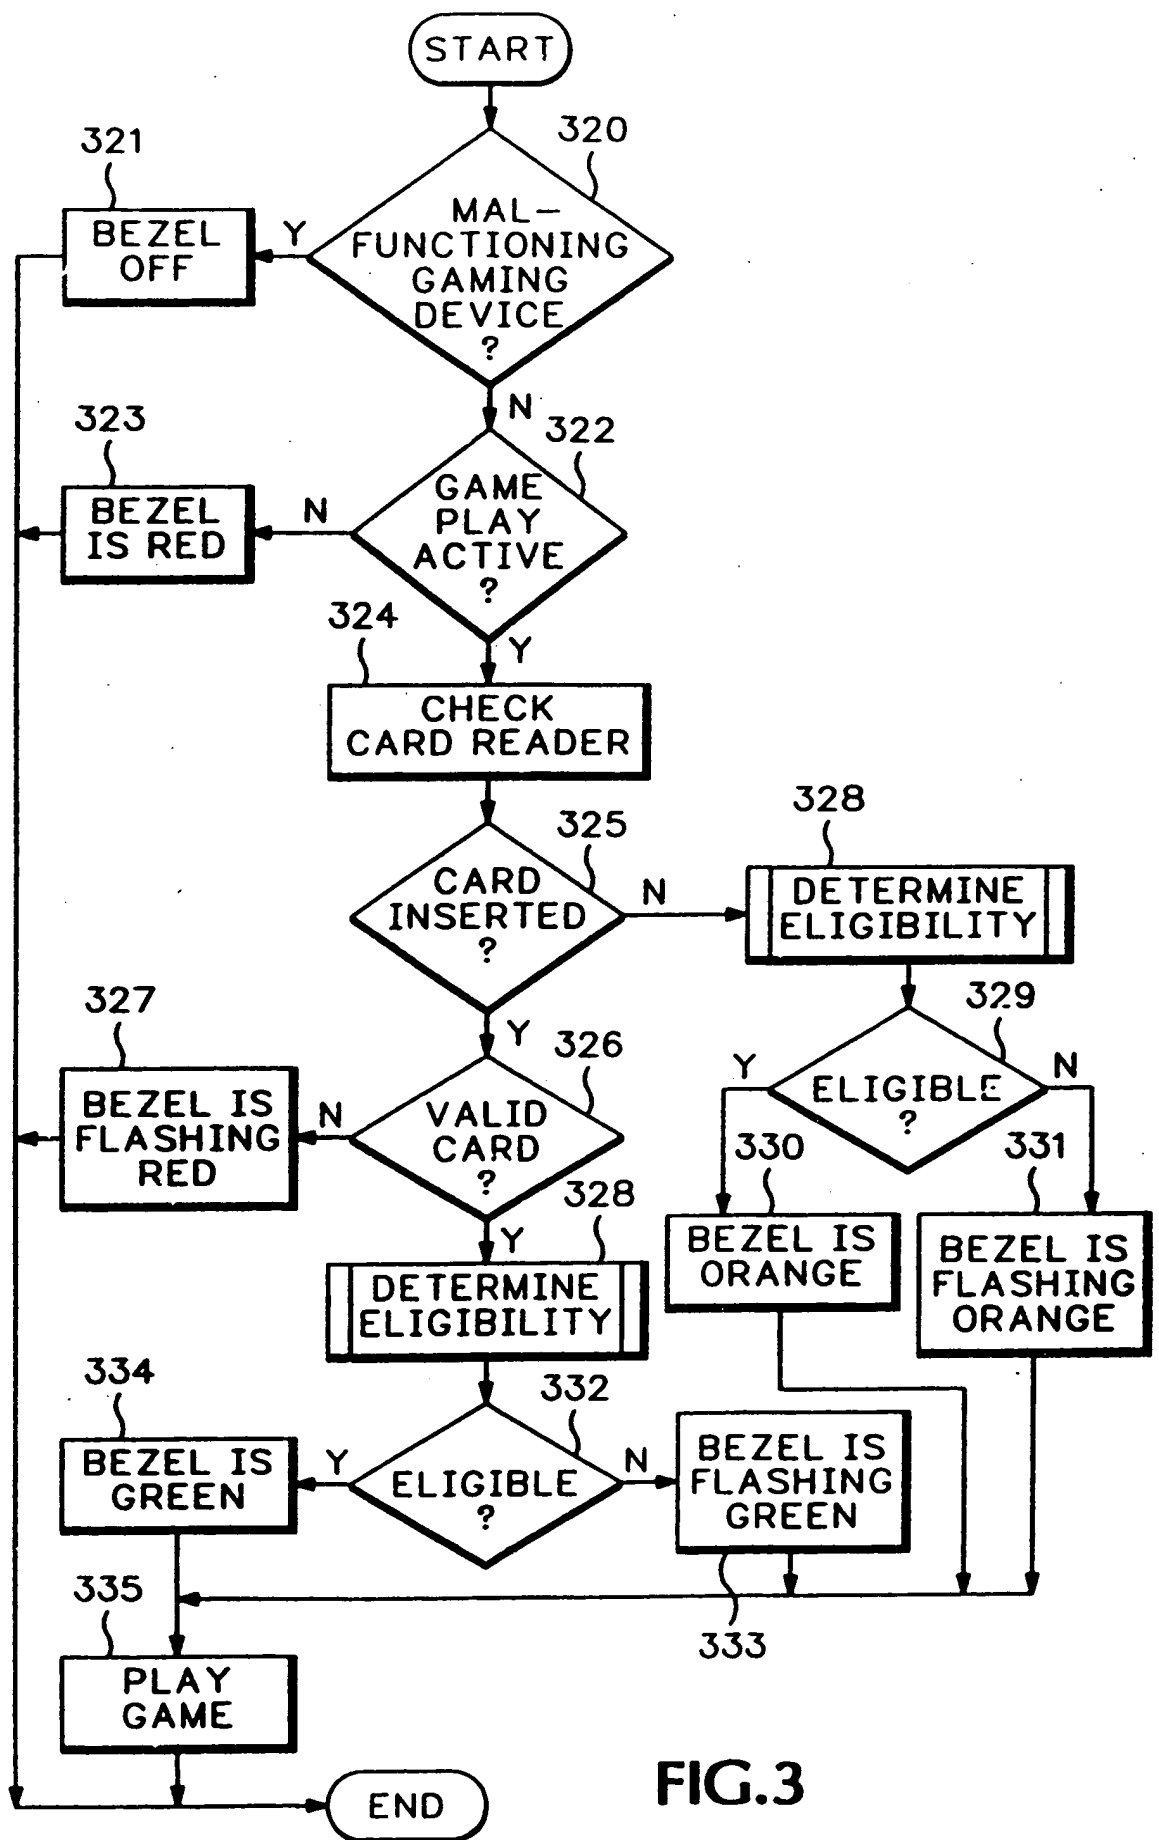 START
320
321
MAL-
FUNCTIONING
GAMING
DEVICE
?
Y
BEZEL
OFF
N
322
323
GAME
PLAY
ACTIVE
?
N
BEZEL
IS RED
Y
324
CHECK
CARD READER
325
CARD
INSERTED
?
N
328
DETERMINE
ELIGIBILITY
Y
326
327
VALID
CARD
?
N
BEZEL IS
FLASHING
RED
329
ELIGIBLE
?
Y
N
330
BEZEL IS
ORANGE
331
BEZEL IS
FLASHING
ORANGE
Y
328
DETERMINE
ELIGIBILITY
332
334
ELIGIBLE
?
Y
BEZEL IS
GREEN
N
BEZEL IS
FLASHING
GREEN
333
335
PLAY
GAME
END
FIG.3